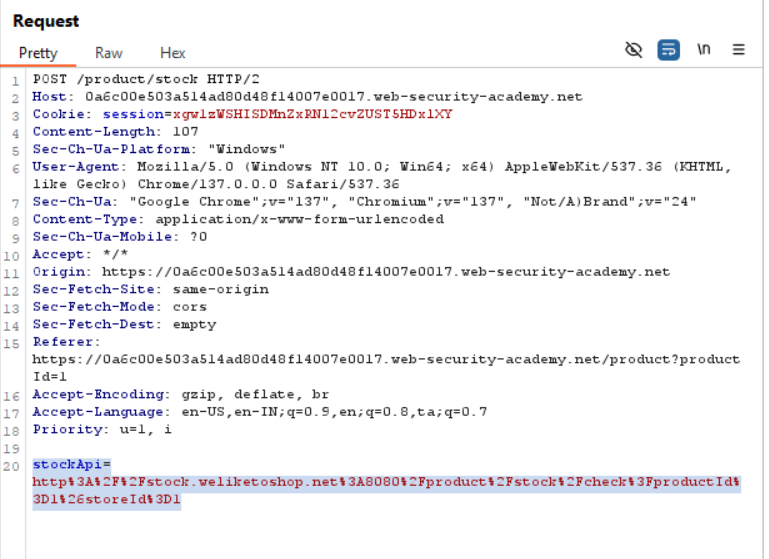 Request
Pretty Raw Hex \n
1 POST /product/stock HTTP/2
2 Host: 0a6c00e503a514ad80d48f14007e0017.web-security-academy.net
3 Cookie: session=xgwlzWSHISDMnZxRNl2cvZUST5HDxlXY
4 Content-Length: 107
5 Sec-Ch-Ua-Platform: "Windows"
6 User-Agent: Mozilla/5.0 (Windows NT 10.0; Win64; x64) AppleWebKit/537.36 (KHTML,
like Gecko) Chrome/137.0.0.0 Safari/537.36
7 Sec-Ch-Ua: "Google Chrome";v="137", "Chromium";v="137", "Not/A)Brand";v="24"
8 Content-Type: application/x-www-form-urlencoded
9 Sec-Ch-Ua-Mobile: ?0
10 Accept: */*
11 Origin: https://0a6c00e503a514ad80d48f14007e0017.web-security-academy.net
12 Sec-Fetch-Site: same-origin
13 Sec-Fetch-Mode: cors
14 Sec-Fetch-Dest: empty
15 Referer:
https://0a6c00e503a514ad80d48f14007e0017.web-security-academy.net/product?product
Id=1
16 Accept-Encoding: gzip, deflate, br
17 Accept-Language: en-US,en-IN;q=0.9,en;q=0.8,ta;q=0.7
18 Priority: u=1, i
19
20 stockApi=
http%3A%2F%2Fstock.weliketoshop.net%3A8080%2Fproduct%2Fstock%2Fcheck%3FproductId%
3D1%26storeId%3D1